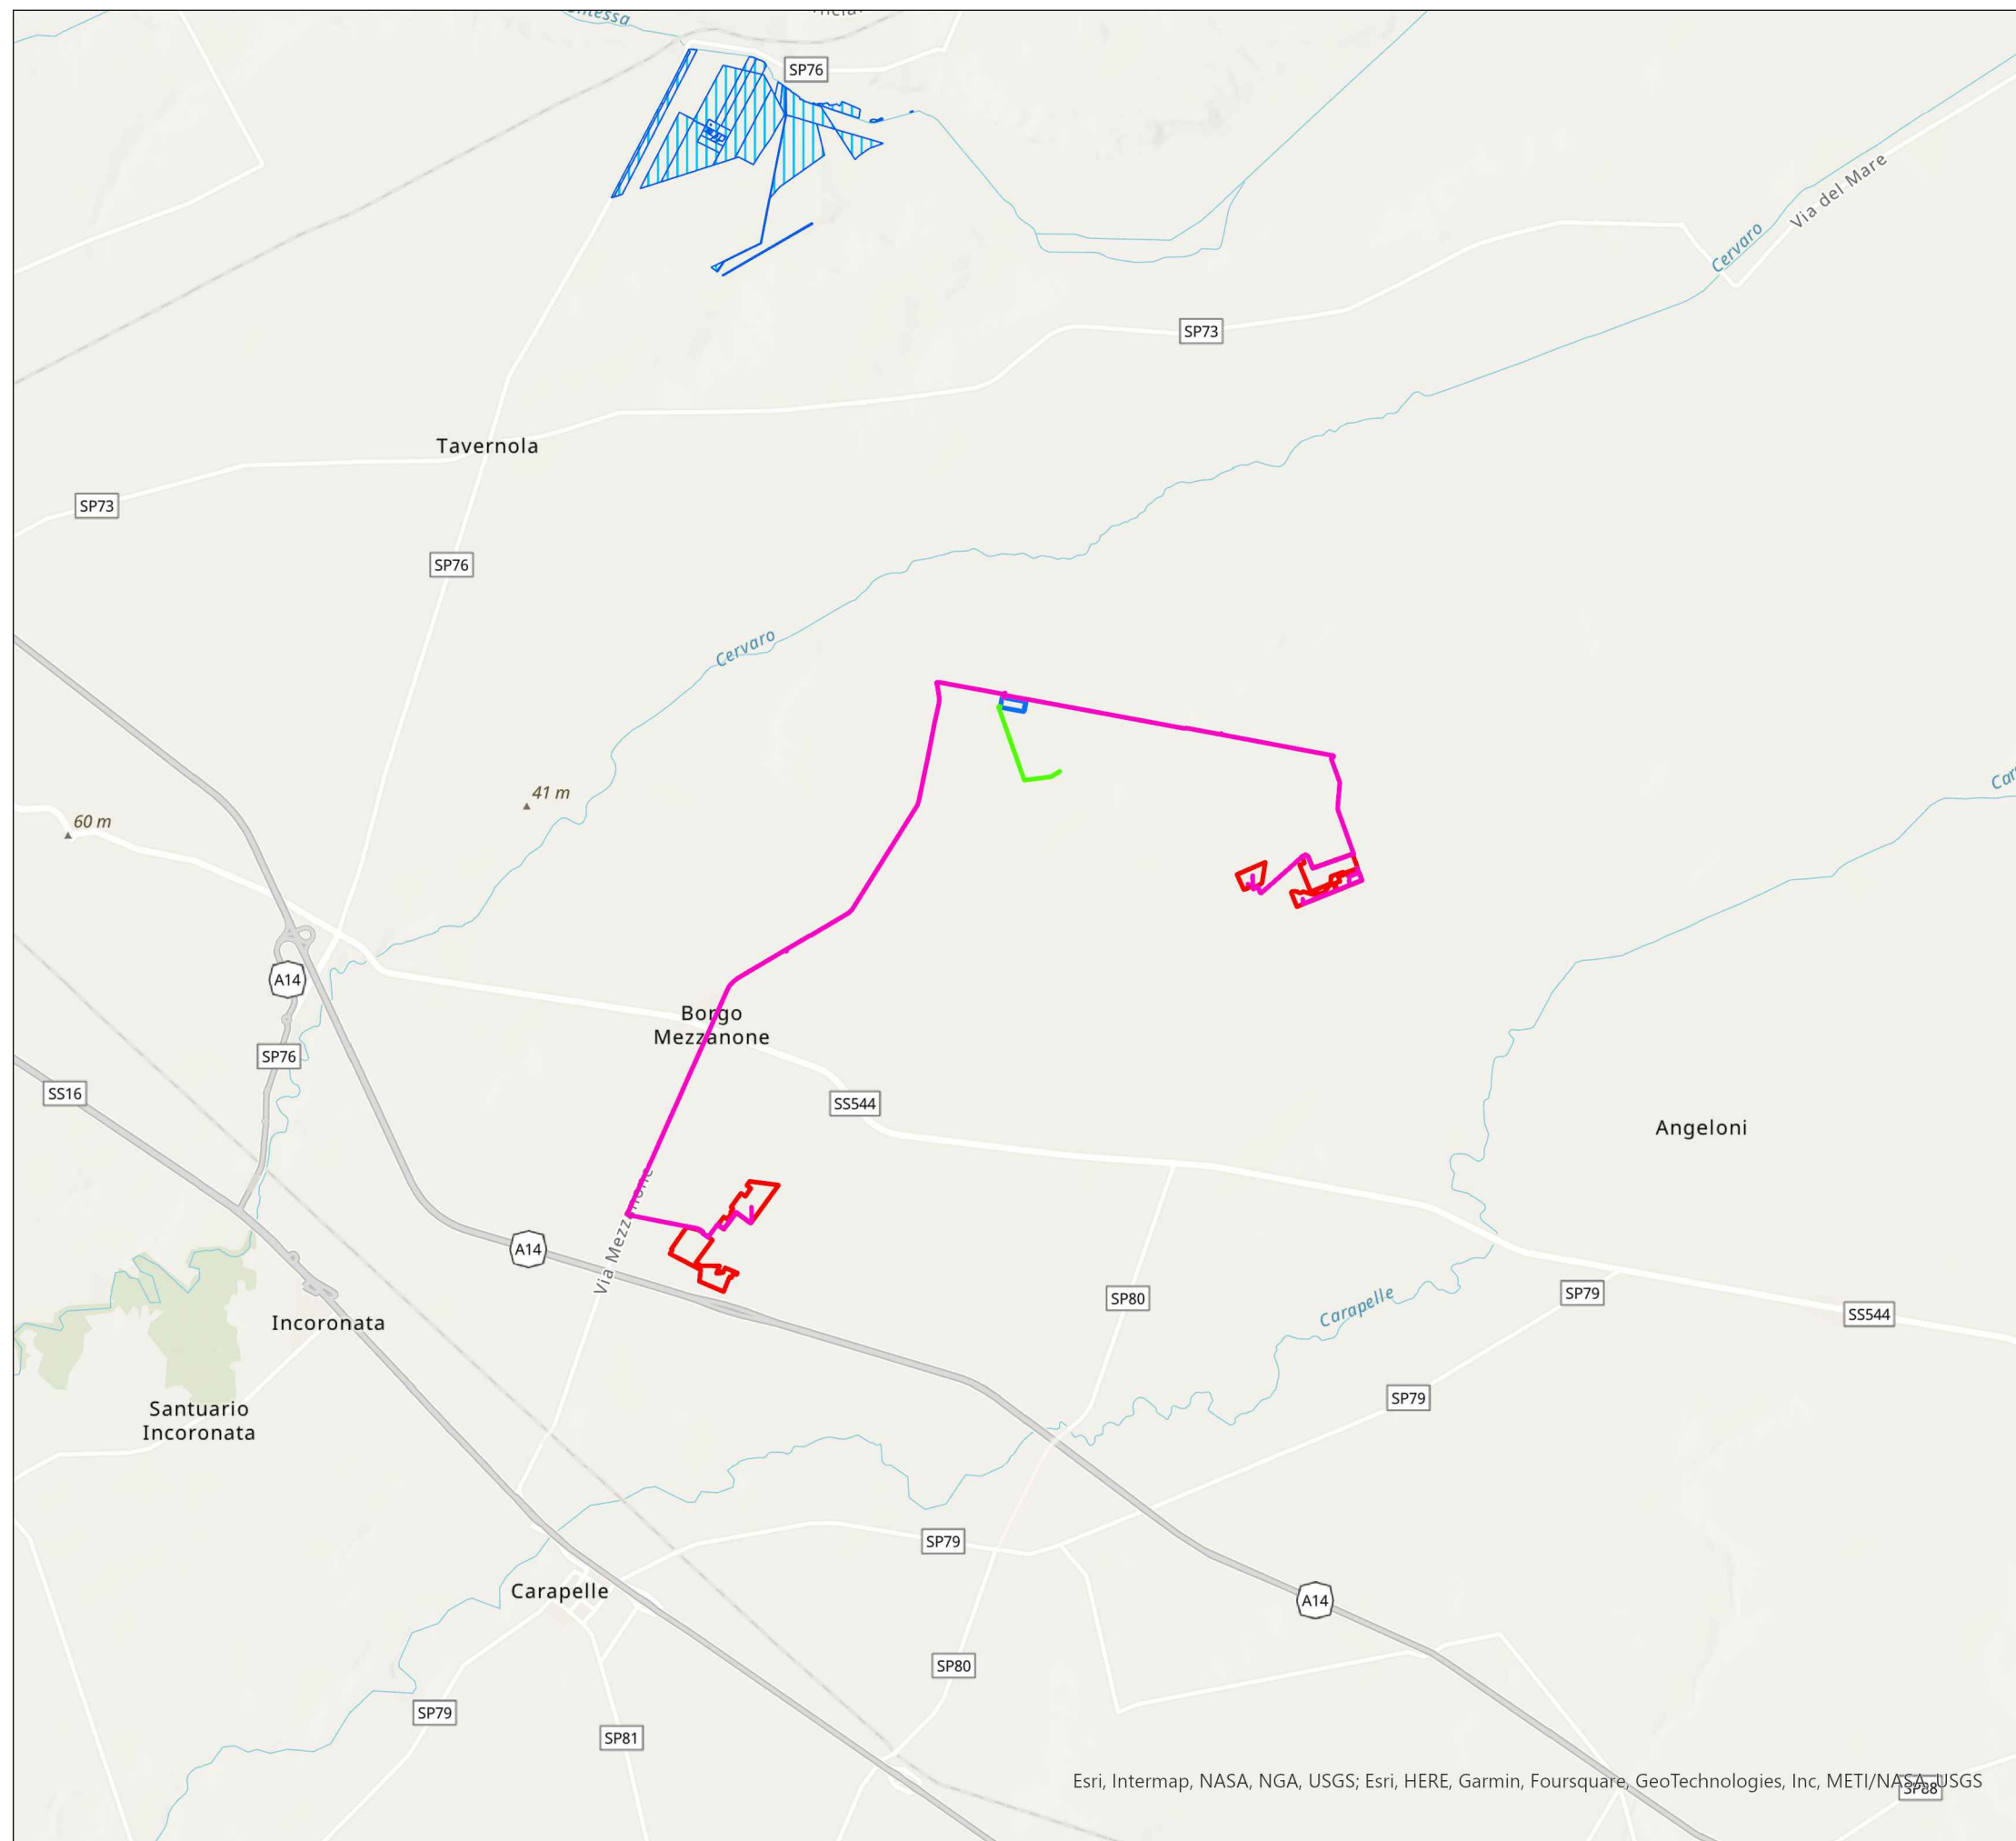 SP76
Via del Mare
Cervaro
SP73
Tavernola
SP73
SP76
Cervaro
41 m
60 m
A14
Borgo
Mezzanone
SP76
SS16
SS544
Angeloni
A14
SP80
SP79
Carapelle
SS544
Incoronata
SP79
Santuario
Incoronata
SP79
Carapelle
A14
SP80
SP79
SP81
Esri, Intermap, NASA, NGA, USGS; Esri, HERE, Garmin, Foursquare, GeoTechnologies, Inc, METI/NASA, USGS
SP88